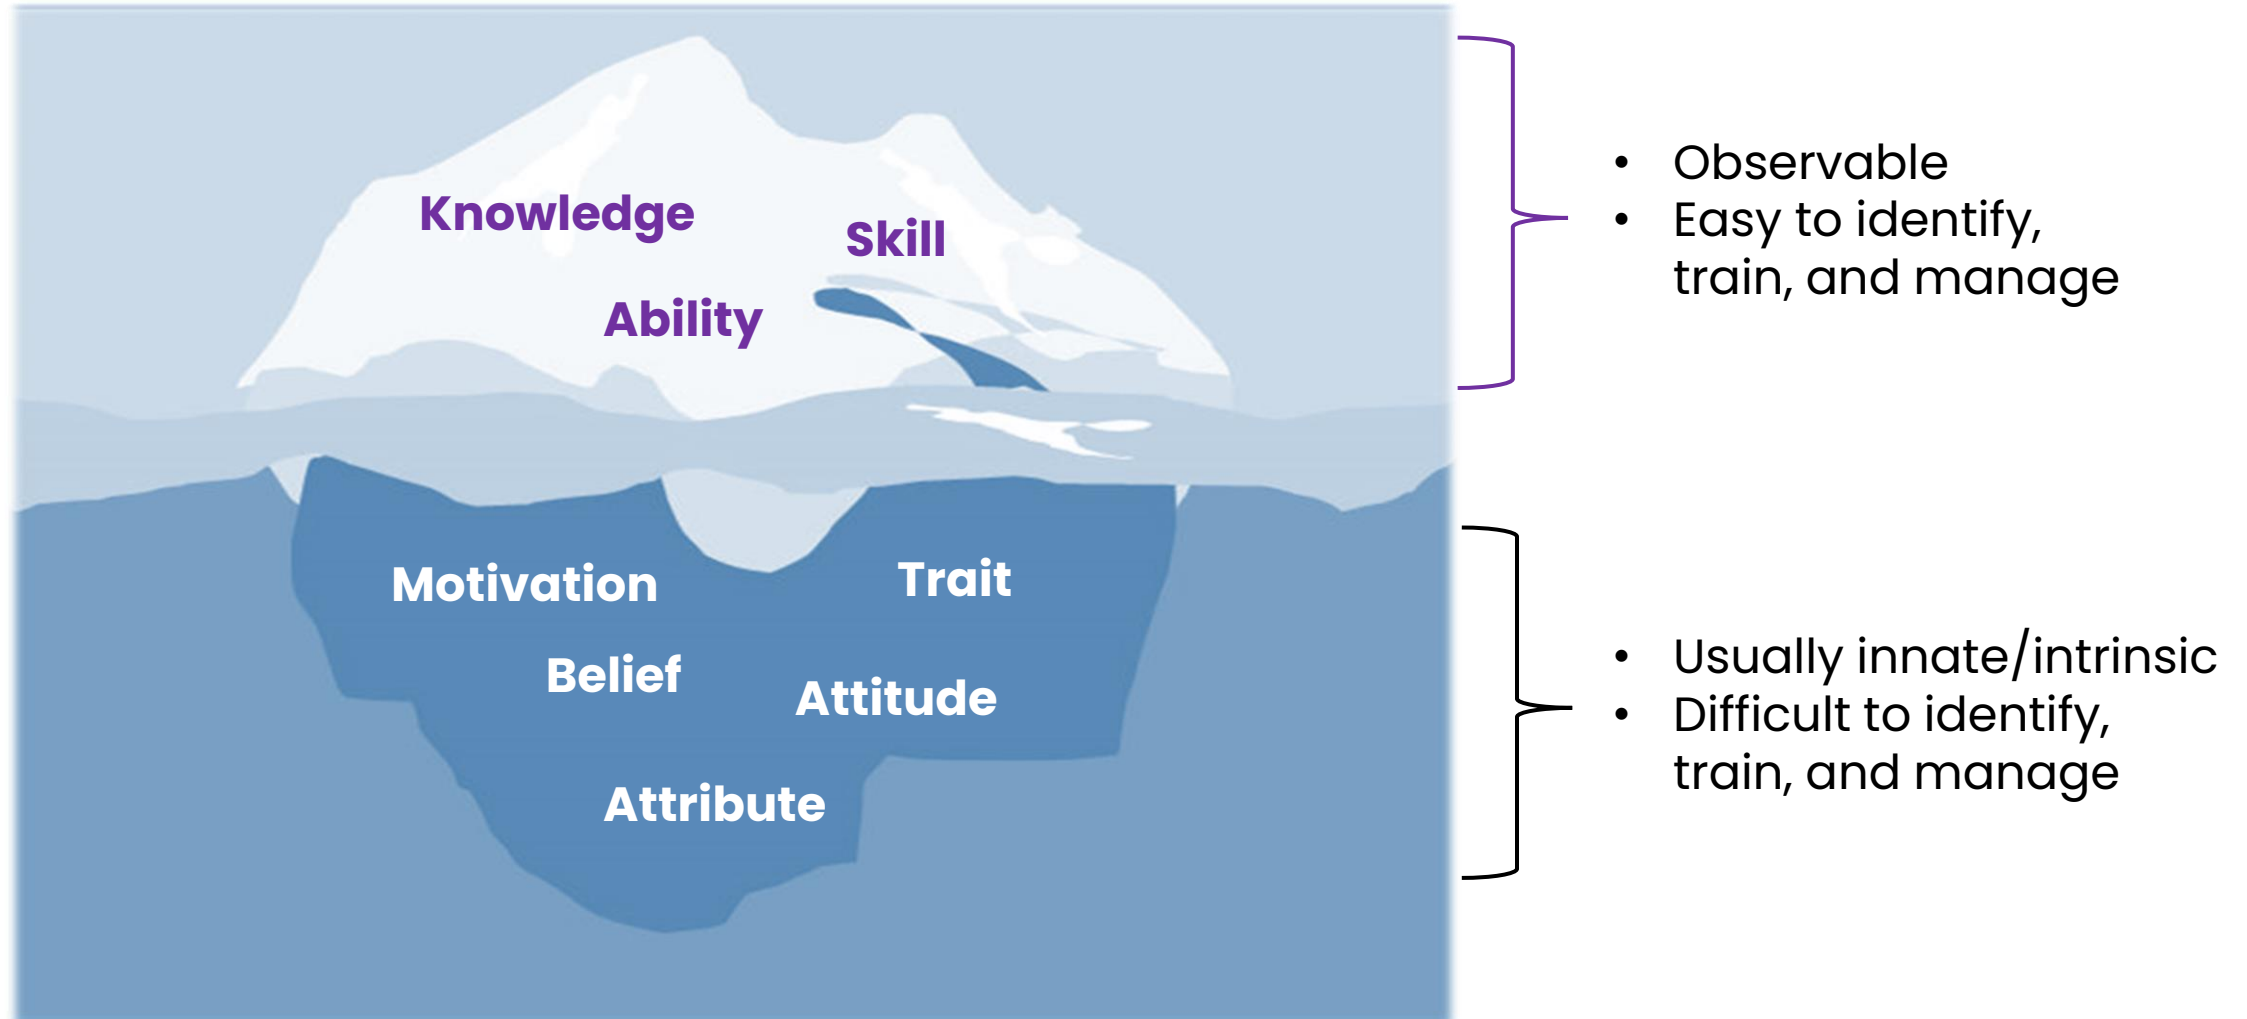 Knowledge
Skill
Ability
• Observable
• Easy to identify,
train, and manage
Motivation
Trait
Belief
Attitude
Attribute
• Usually innate/intrinsic
• Difficult to identify,
train, and manage